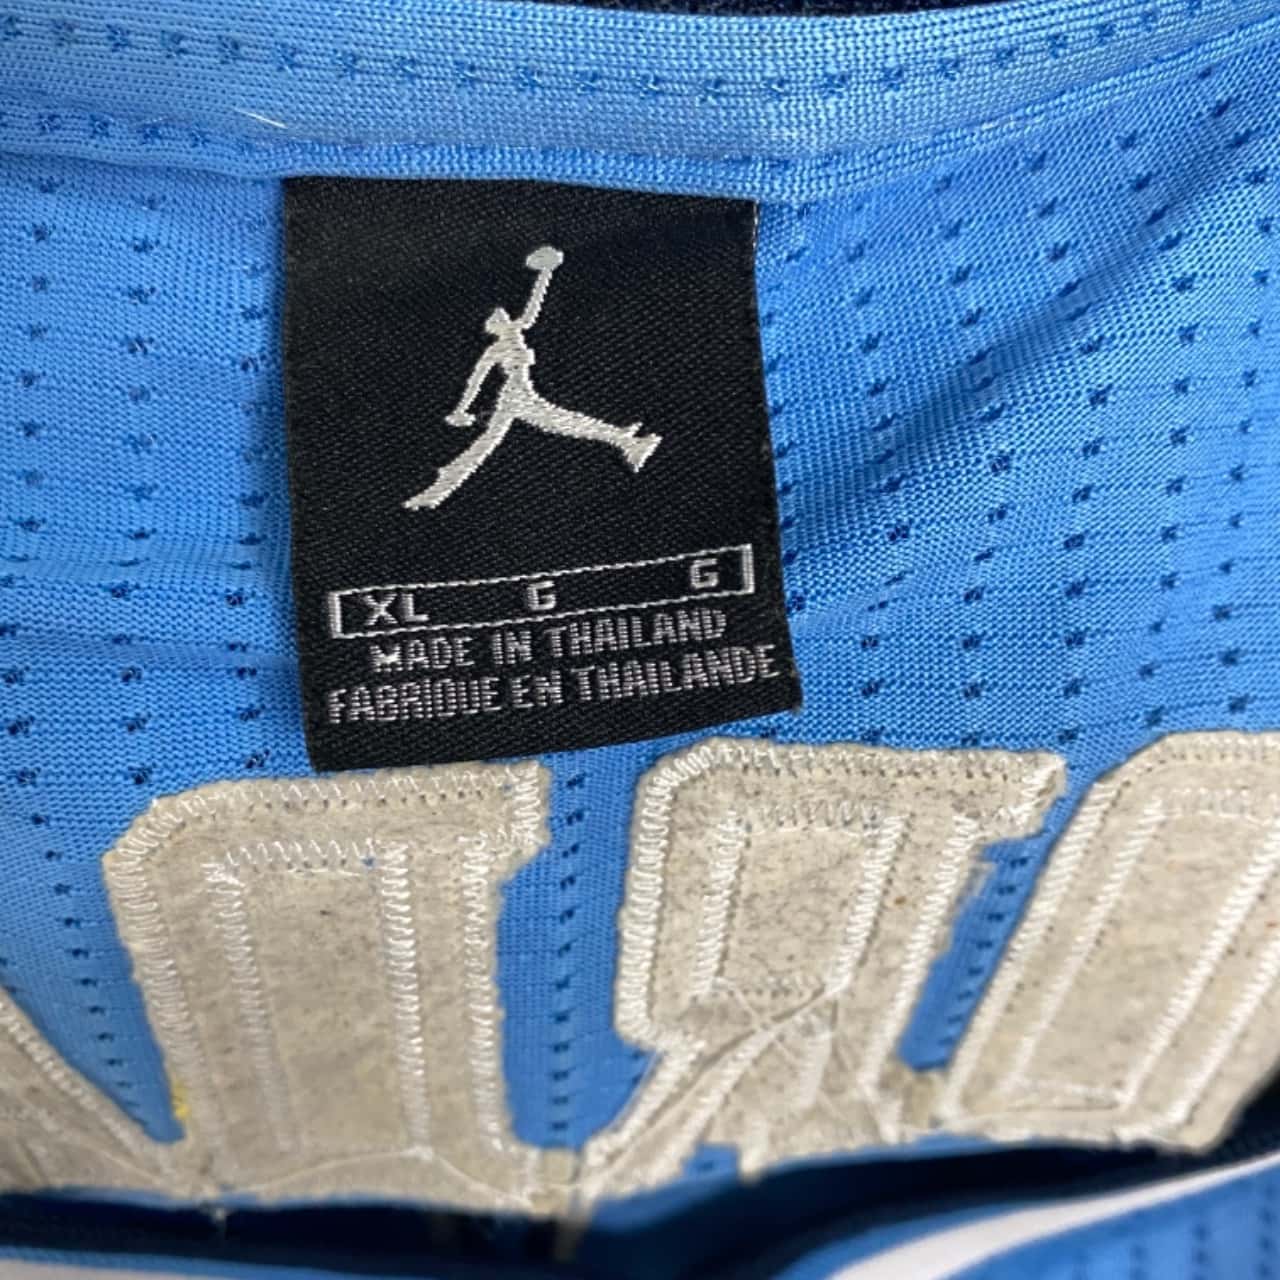 XL G G
MADE IN THAILAND
FABRIQUE EN THAILANDE